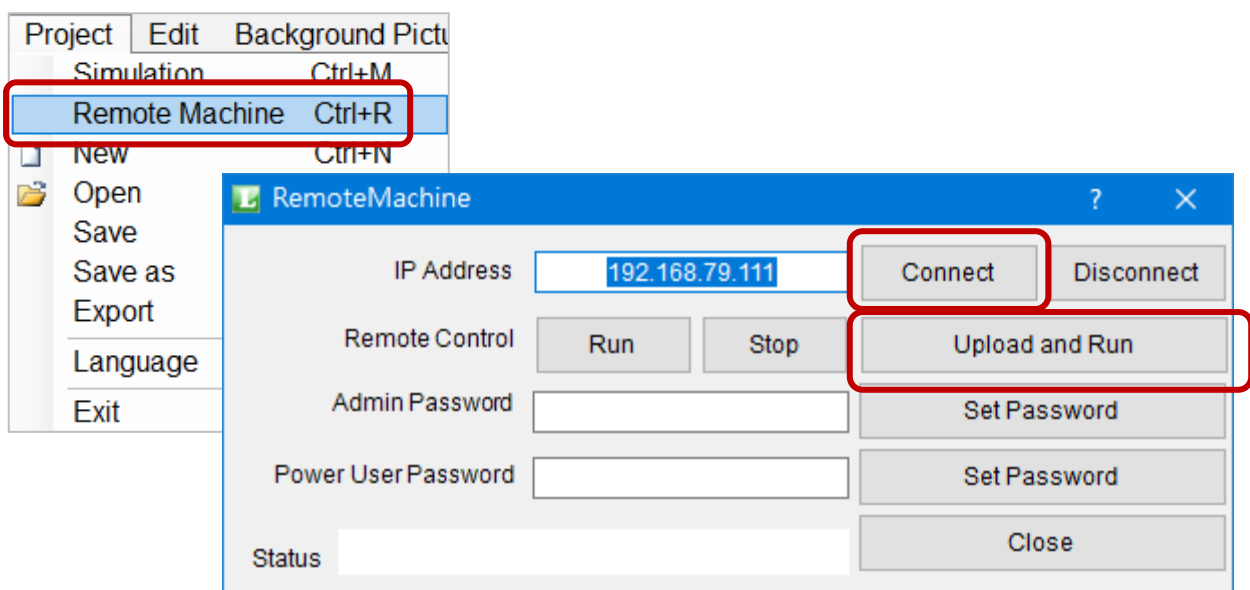 Project Edit Background Pictu
Simulation Ctrl+M
Remote Machine Ctrl+R
New Ctrl+N
Open
Save
Save as
Export
Language
Exit
RemoteMachine ? ×
IP Address 192.168.79.111 Connect Disconnect
Remote Control Run Stop Upload and Run
Admin Password Set Password
Power User Password Set Password
Status Close